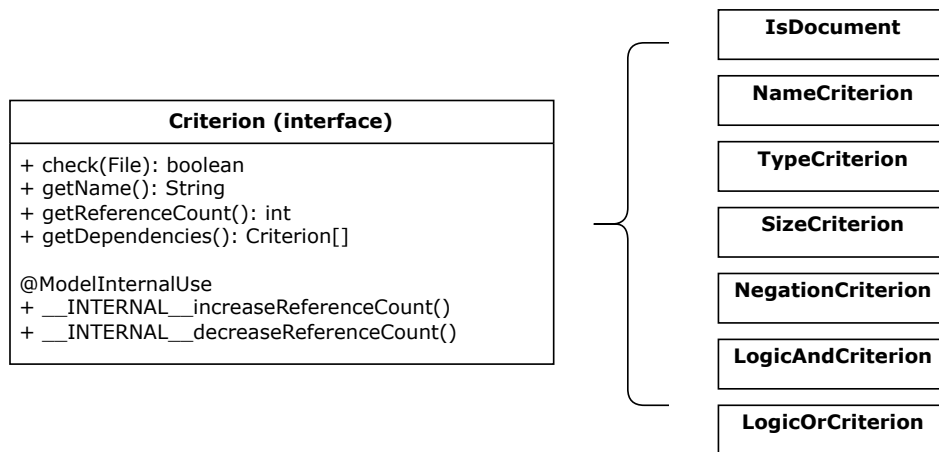 Criterion (interface)
+ check(File): boolean
+ getName(): String
+ getReferenceCount(): int
+ getDependencies(): Criterion[]
@ModelInternalUse
+ __INTERNAL__increaseReferenceCount()
+ __INTERNAL__decreaseReferenceCount()
IsDocument
NameCriterion
TypeCriterion
SizeCriterion
NegationCriterion
LogicAndCriterion
LogicOrCriterion